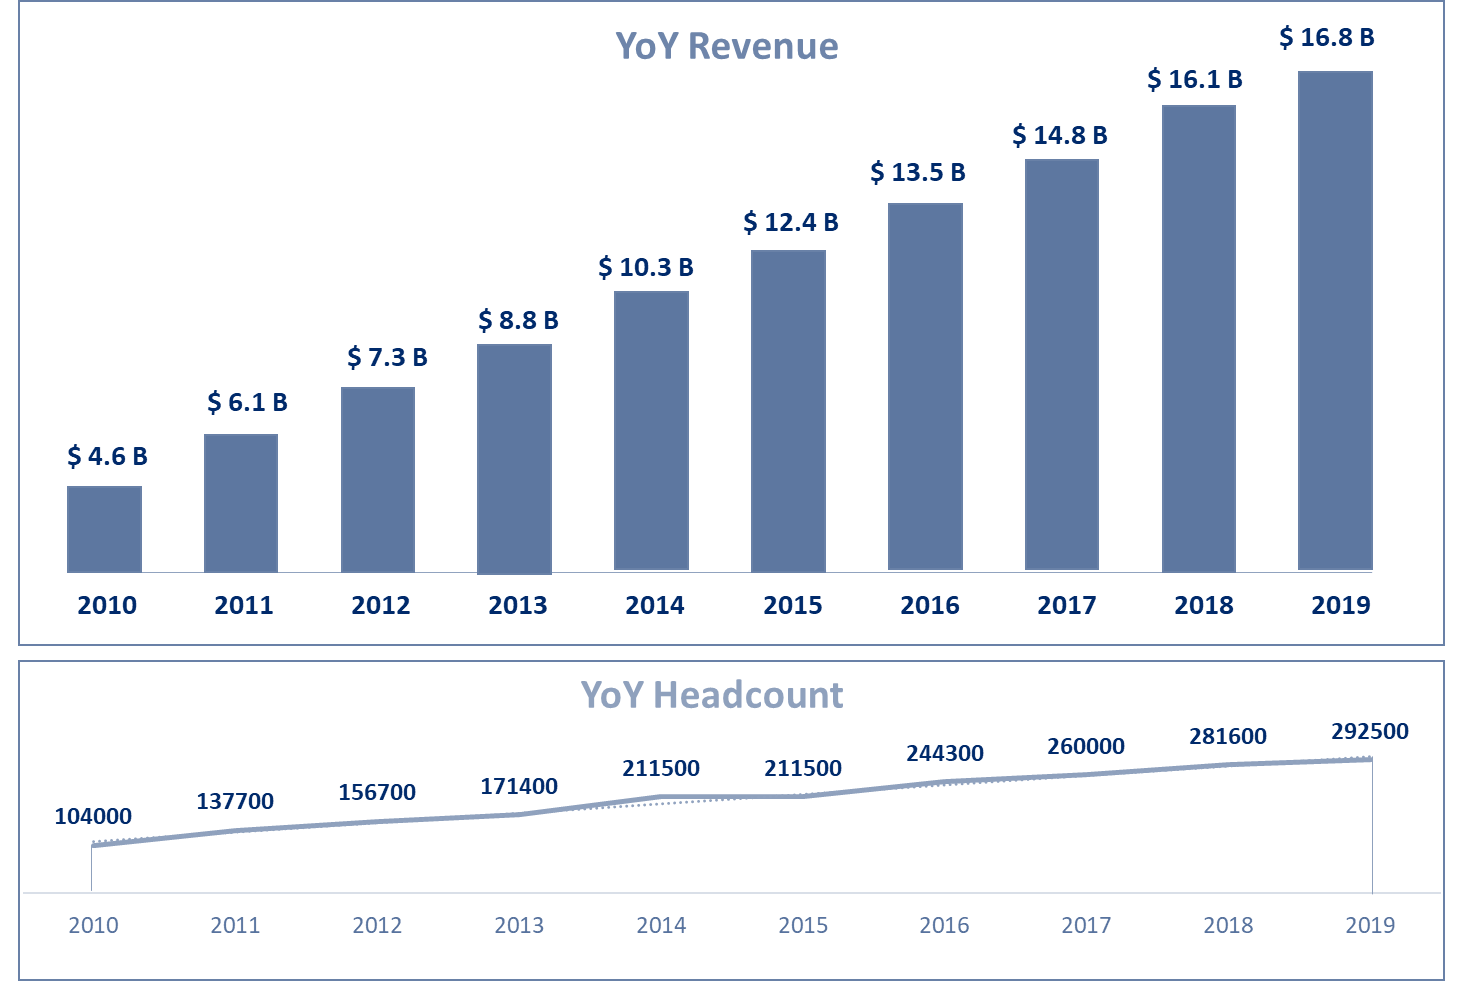 YoY Revenue
$ 4.6 B
$ 6.1 B
$ 7.3 B
$ 8.8 B
$ 10.3 B
$ 12.4 B
$ 13.5 B
$ 14.8 B
$ 16.1 B
$ 16.8 B
2010 2011 2012 2013 2014 2015 2016 2017 2018 2019
YoY Headcount
104000
137700
156700
171400
211500
211500
244300
260000
281600
292500
2010 2011 2012 2013 2014 2015 2016 2017 2018 2019